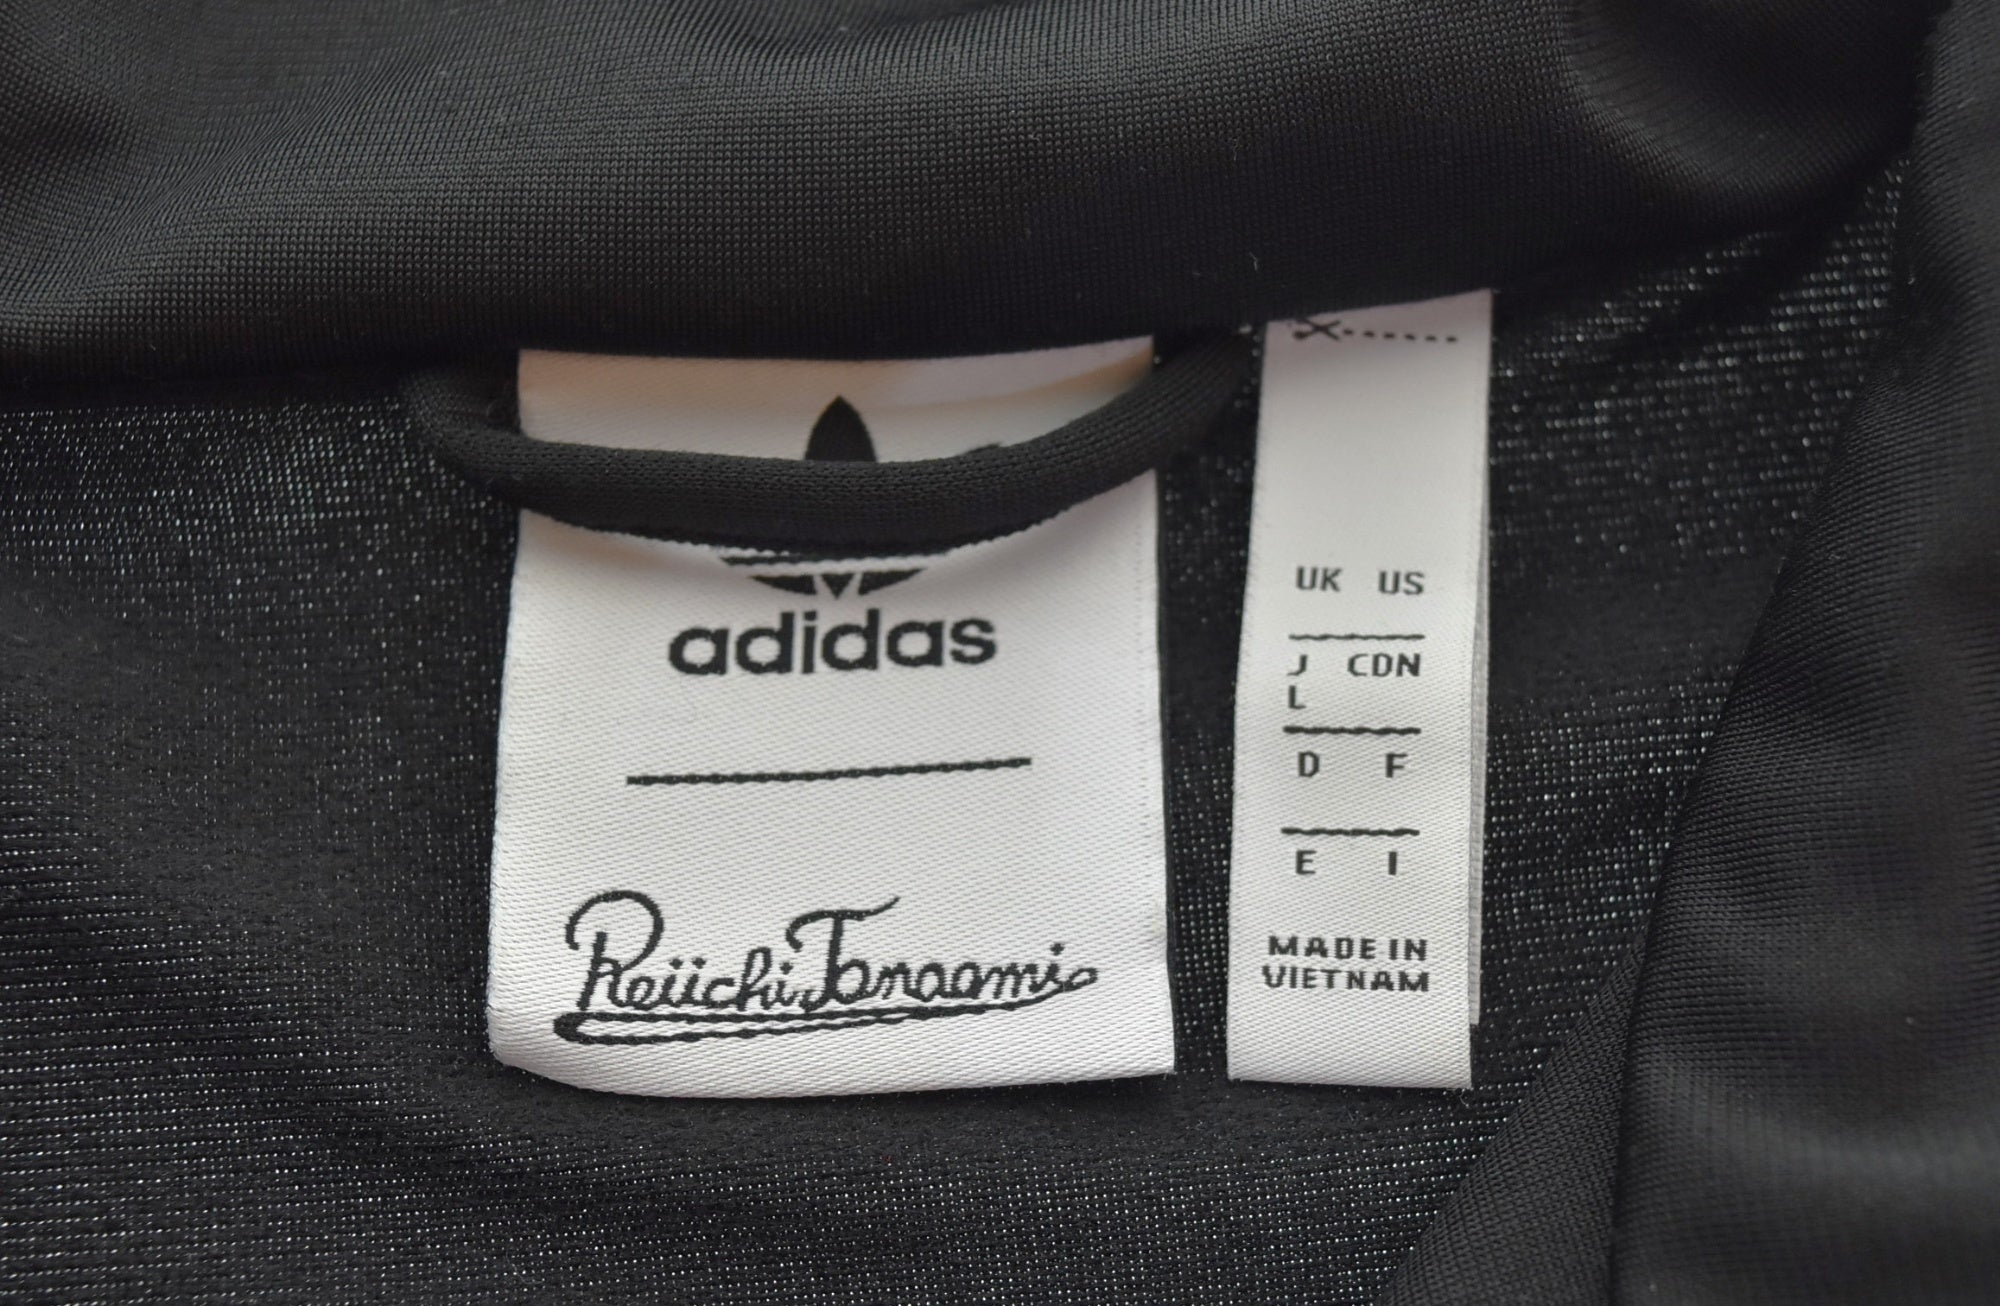 adidas
Reiichi Tanaami
UK US
J CDN
L
D F
E I
MADE IN
VIETNAM